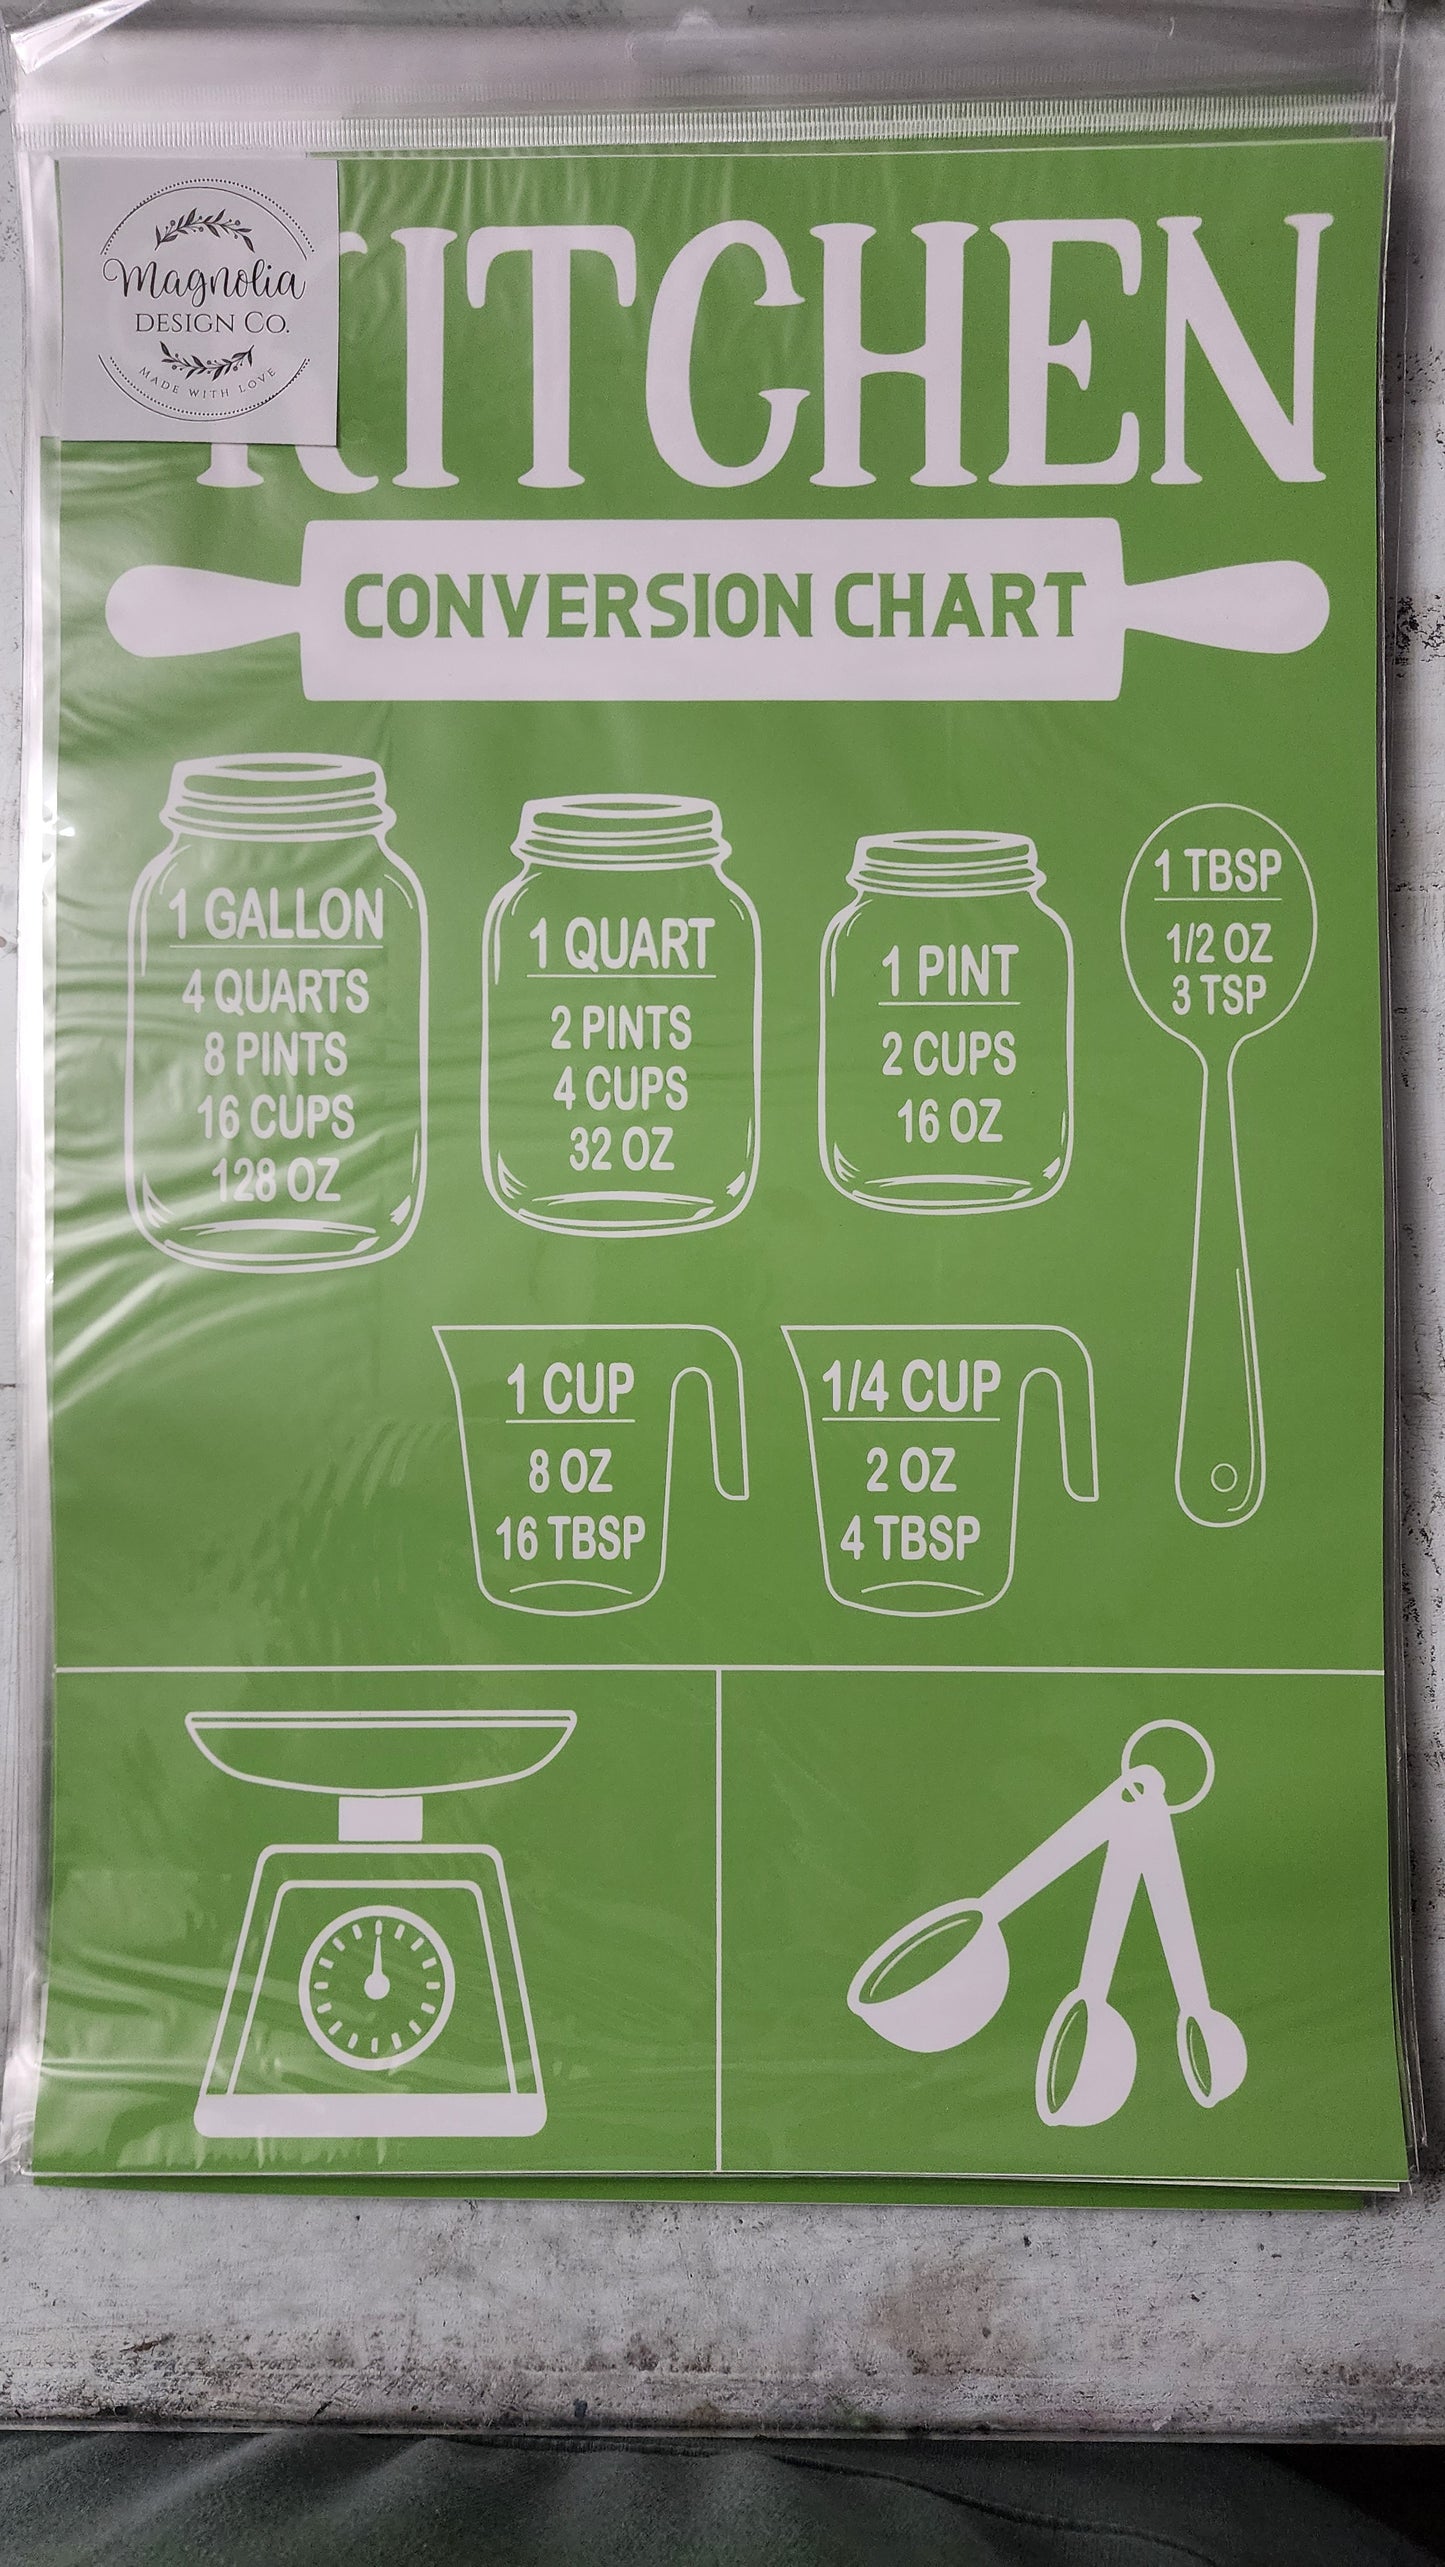 Magnolia
DESIGN CO.
MADE WITH LOVE
KITCHEN
CONVERSION CHART
1 GALLON
4 QUARTS
8 PINTS
16 CUPS
128 OZ
1 QUART
2 PINTS
4 CUPS
32 OZ
1 PINT
2 CUPS
16 OZ
1 TBSP
1/2 OZ
3 TSP
1 CUP
8 OZ
16 TBSP
1/4 CUP
2 OZ
4 TBSP